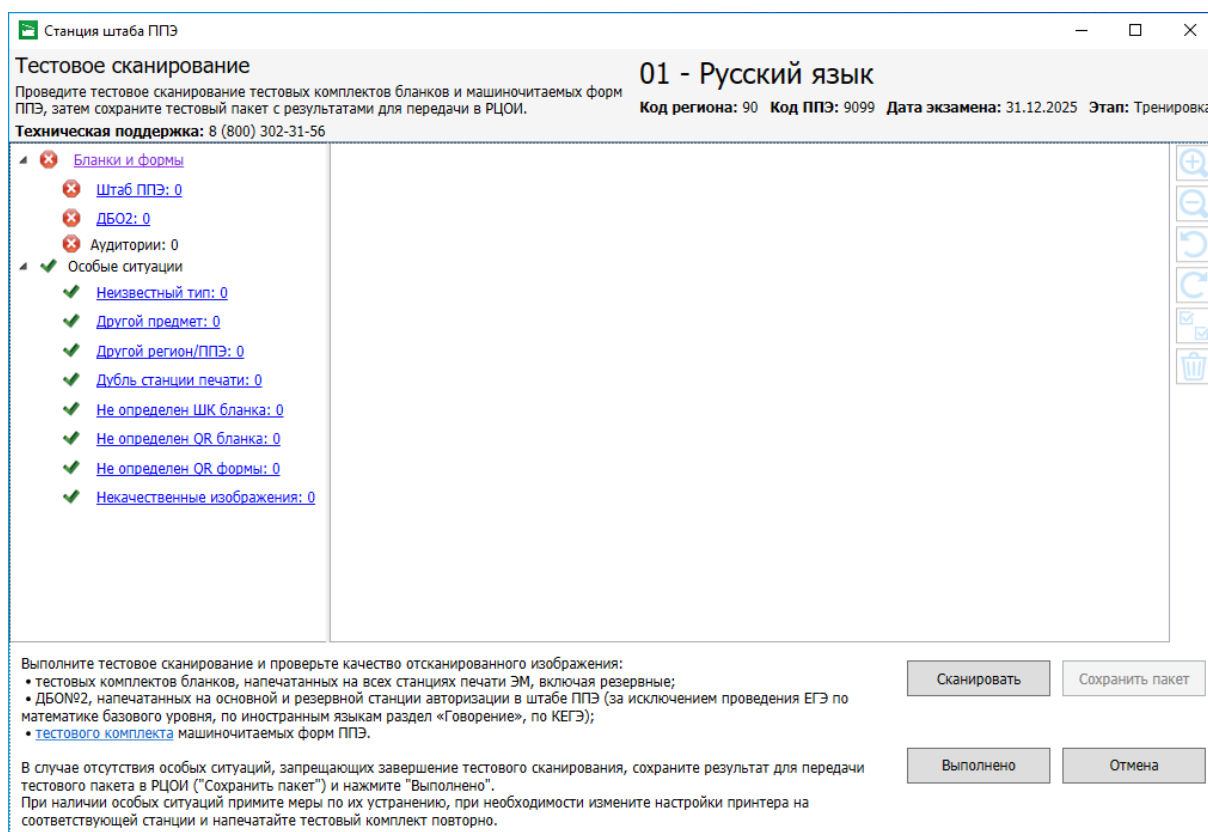 Станция штаба ППЭ
Тестовое сканирование
Проведите тестовое сканирование тестовых комплектов бланков и машиночитаемых форм
ППЭ, затем сохраните тестовый пакет с результатами для передачи в РЦОИ.
Техническая поддержка: 8 (800) 302-31-56
01 - Русский язык
Код региона: 90 Код ППЭ: 9099 Дата экзамена: 31.12.2025 Этап: Тренировка
Бланки и формы
Штаб ППЭ: 0
ДБО2: 0
Аудитории: 0
Особые ситуации
Неизвестный тип: 0
Другой предмет: 0
Другой регион/ППЭ: 0
Дубль станции печати: 0
Не определен ШК бланка: 0
Не определен QR бланка: 0
Не определен QR формы: 0
Некачественные изображения: 0
Выполните тестовое сканирование и проверьте качество отсканированного изображения:
• тестовых комплектов бланков, напечатанных на всех станциях печати ЭМ, включая резервные;
• ДБО№2, напечатанных на основной и резервной станции авторизации в штабе ППЭ (за исключением проведения ЕГЭ по
математике базового уровня, по иностранным языкам раздел «Говорение», по КЕГЭ);
• тестового комплекта машиночитаемых форм ППЭ.
В случае отсутствия особых ситуаций, запрещающих завершение тестового сканирования, сохраните результат для передачи
тестового пакета в РЦОИ ("Сохранить пакет") и нажмите "Выполнено".
При наличии особых ситуаций примите меры по их устранению, при необходимости измените настройки принтера на
соответствующей станции и напечатайте тестовый комплект повторно.
Сканировать
Сохранить пакет
Выполнено
Отмена